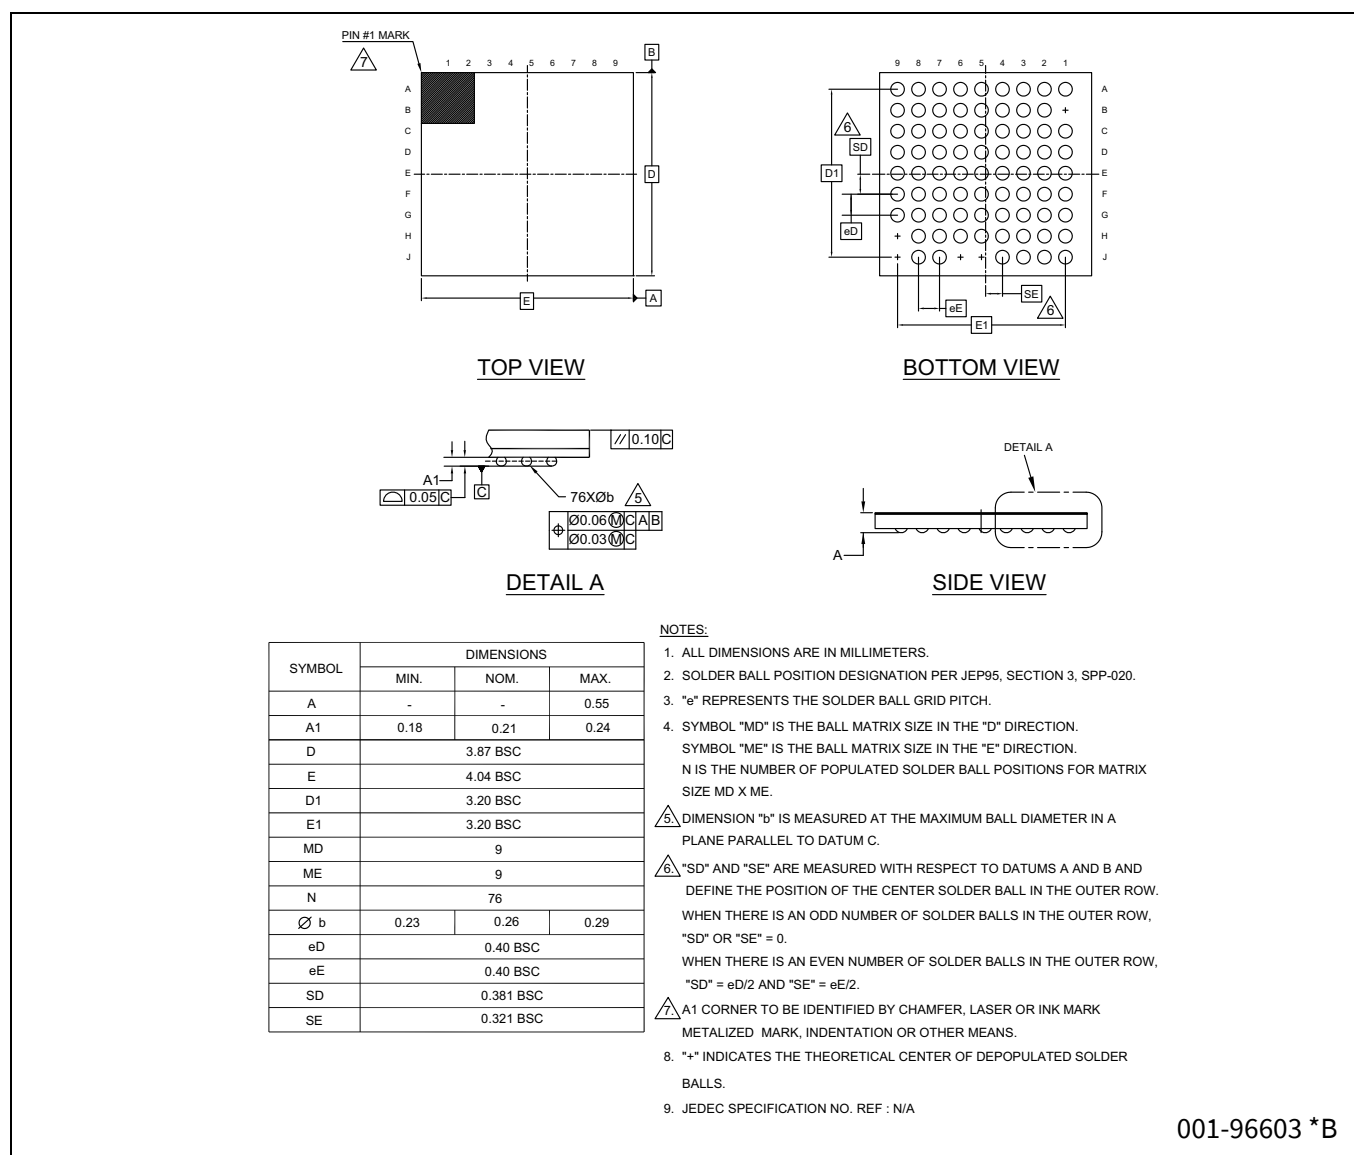 PIN #1 MARK
7
1 2 3 4 5 6 7 8 9
B
A
B
C
D
E
F
G
H
J
D
E
A
TOP VIEW
9 8 7 6 5 4 3 2 1
A
B
C
D
E
F
G
H
J
6
SD
D1
eD
SE
6
eE
E1
BOTTOM VIEW
// 0.10 C
A1
0.05 C
C
76XØb
5
Ø0.06 M C A B
Ø0.03 M C
DETAIL A
DETAIL A
A
SIDE VIEW
SYMBOL DIMENSIONS
MIN. NOM. MAX.
A - - 0.55
A1 0.18 0.21 0.24
D 3.87 BSC
E 4.04 BSC
D1 3.20 BSC
E1 3.20 BSC
MD 9
ME 9
N 76
Ø b 0.23 0.26 0.29
eD 0.40 BSC
eE 0.40 BSC
SD 0.381 BSC
SE 0.321 BSC
NOTES:
1. ALL DIMENSIONS ARE IN MILLIMETERS.
2. SOLDER BALL POSITION DESIGNATION PER JEP95, SECTION 3, SPP-020.
3. "e" REPRESENTS THE SOLDER BALL GRID PITCH.
4. SYMBOL "MD" IS THE BALL MATRIX SIZE IN THE "D" DIRECTION.
SYMBOL "ME" IS THE BALL MATRIX SIZE IN THE "E" DIRECTION.
N IS THE NUMBER OF POPULATED SOLDER BALL POSITIONS FOR MATRIX
SIZE MD X ME.
5. DIMENSION "b" IS MEASURED AT THE MAXIMUM BALL DIAMETER IN A
PLANE PARALLEL TO DATUM C.
6. "SD" AND "SE" ARE MEASURED WITH RESPECT TO DATUMS A AND B AND
DEFINE THE POSITION OF THE CENTER SOLDER BALL IN THE OUTER ROW.
WHEN THERE IS AN ODD NUMBER OF SOLDER BALLS IN THE OUTER ROW,
"SD" OR "SE" = 0.
WHEN THERE IS AN EVEN NUMBER OF SOLDER BALLS IN THE OUTER ROW,
"SD" = eD/2 AND "SE" = eE/2.
7. A1 CORNER TO BE IDENTIFIED BY CHAMFER, LASER OR INK MARK
METALIZED MARK, INDENTATION OR OTHER MEANS.
8. "+" INDICATES THE THEORETICAL CENTER OF DEPOPULATED SOLDER
BALLS.
9. JEDEC SPECIFICATION NO. REF : N/A
001-96603 *B